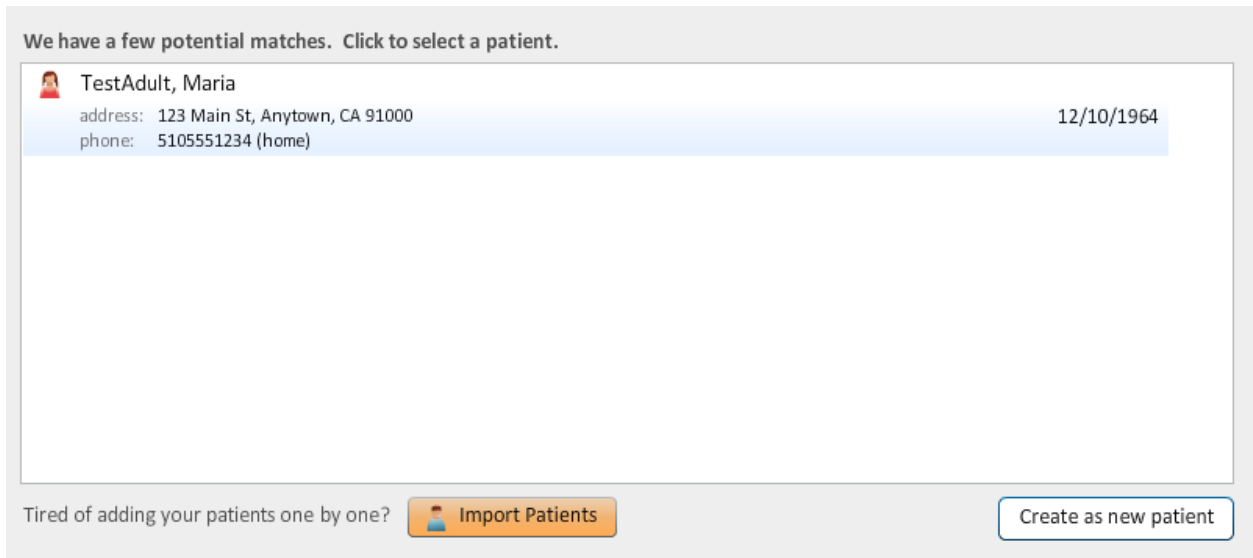 We have a few potential matches. Click to select a patient.
TestAdult, Maria
address: 123 Main St, Anytown, CA 91000
12/10/1964
phone: 5105551234 (home)
Tired of adding your patients one by one?
Import Patients
Create as new patient